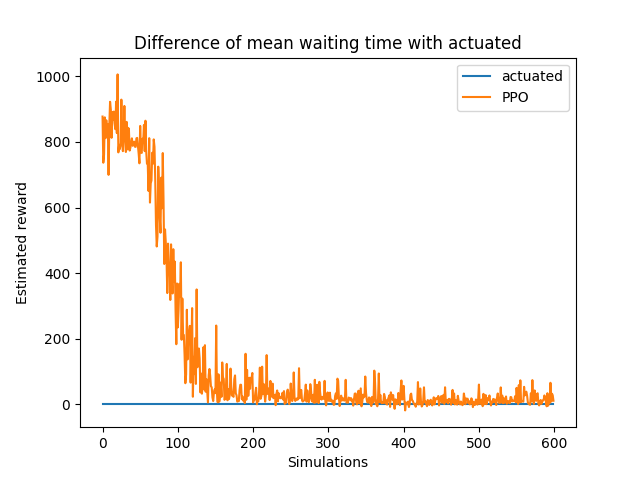 Difference of mean waiting time with actuated
Estimated reward
1000
800
600
400
200
0
0 100 200 300 400 500 600
Simulations
actuated
PPO